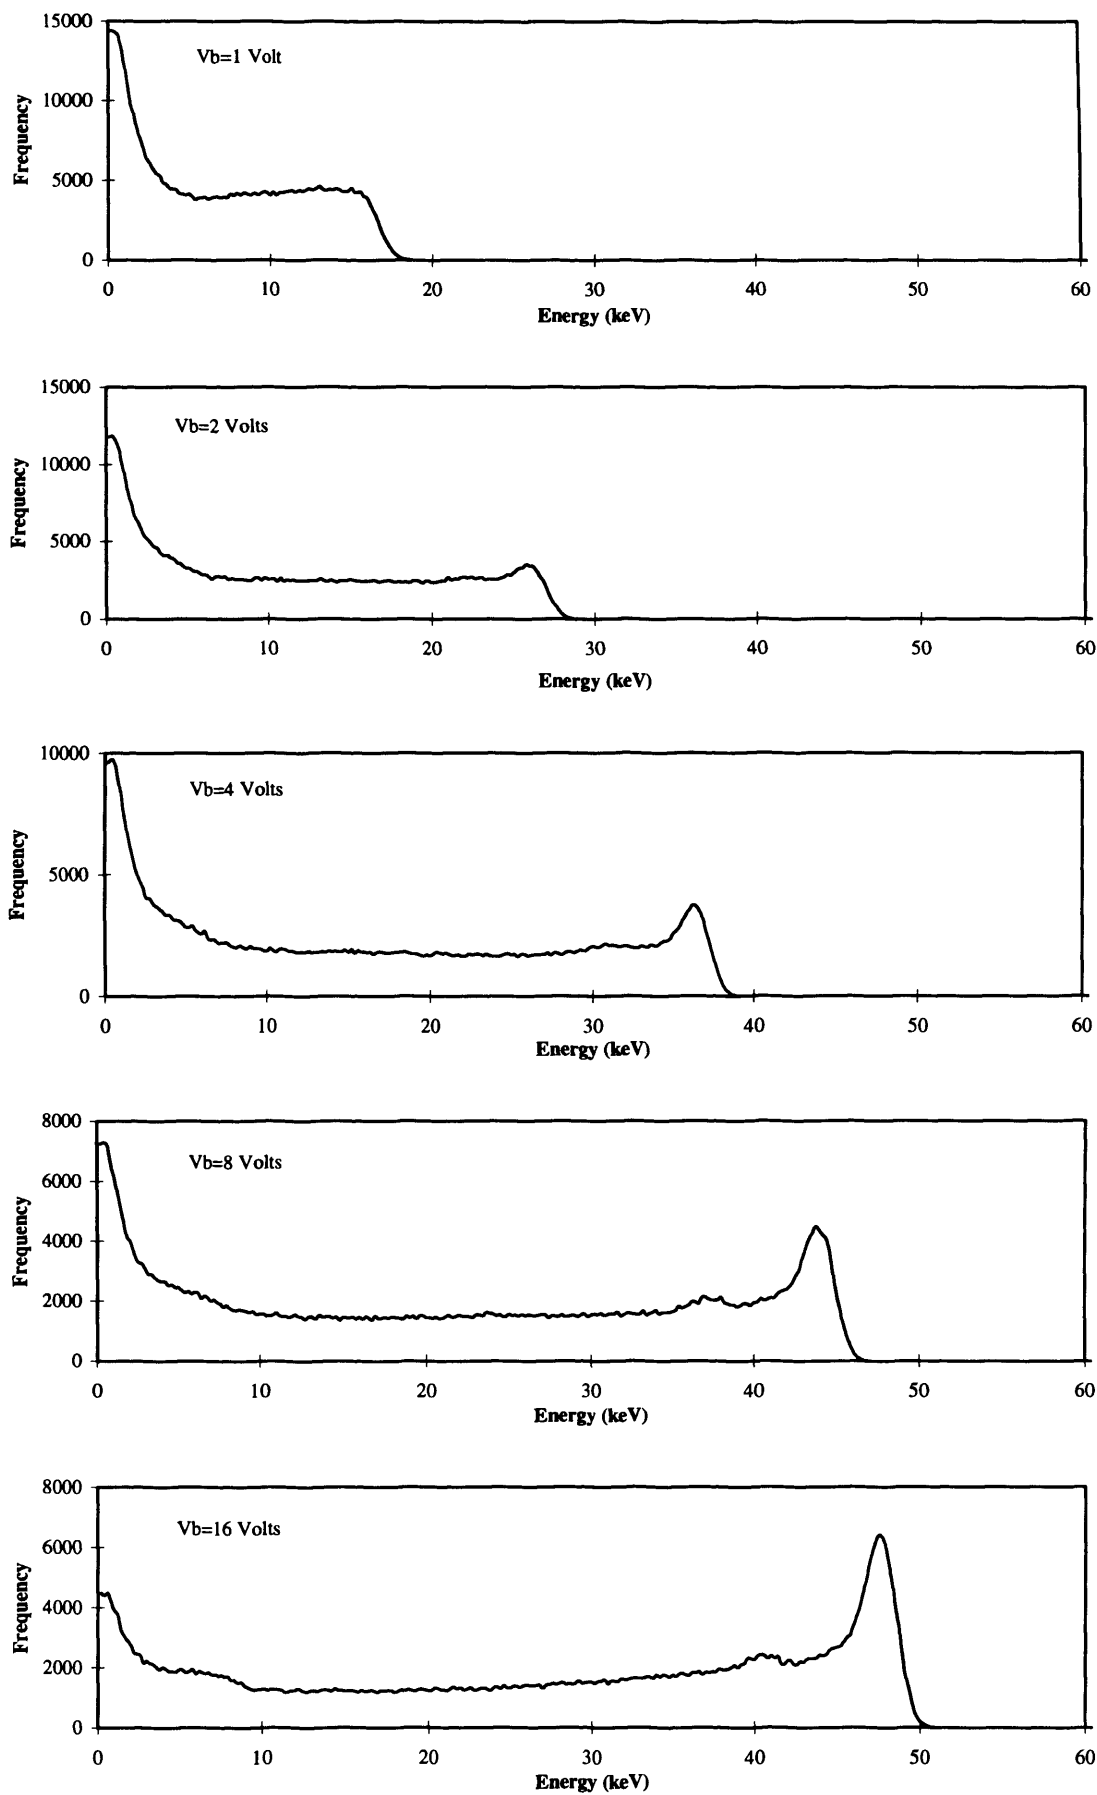 15000
Vb=1 Volt
10000
Frequency
5000
0
0 10 20 30 40 50 60
Energy (keV)
15000
Vb=2 Volts
10000
Frequency
5000
0
0 10 20 30 40 50 60
Energy (keV)
10000
Vb=4 Volts
Frequency
5000
0
0 10 20 30 40 50 60
Energy (keV)
8000
Vb=8 Volts
6000
Frequency
4000
2000
0
0 10 20 30 40 50 60
Energy (keV)
8000
Vb=16 Volts
6000
Frequency
4000
2000
0
0 10 20 30 40 50 60
Energy (keV)